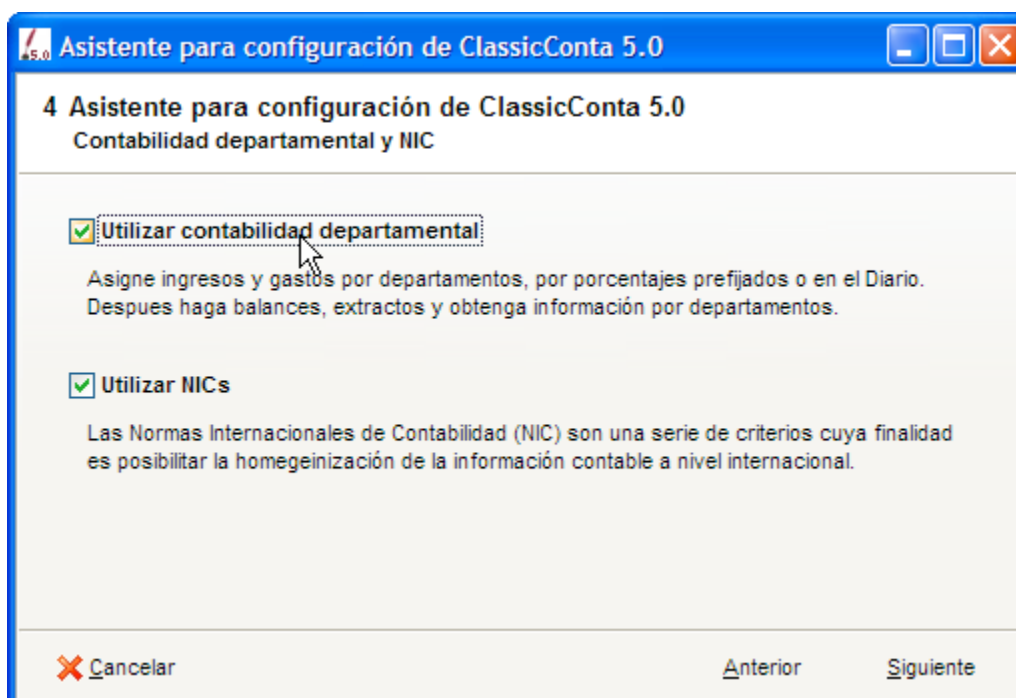 5.0 Asistente para configuración de ClassicConta 5.0
4 Asistente para configuración de ClassicConta 5.0
Contabilidad departamental y NIC
Utilizar contabilidad departamental
Asigne ingresos y gastos por departamentos, por porcentajes prefijados o en el Diario.
Despues haga balances, extractos y obtenga información por departamentos.
Utilizar NICs
Las Normas Internacionales de Contabilidad (NIC) son una serie de criterios cuya finalidad
es posibilitar la homegeinización de la información contable a nivel internacional.
Cancelar Anterior Siguiente